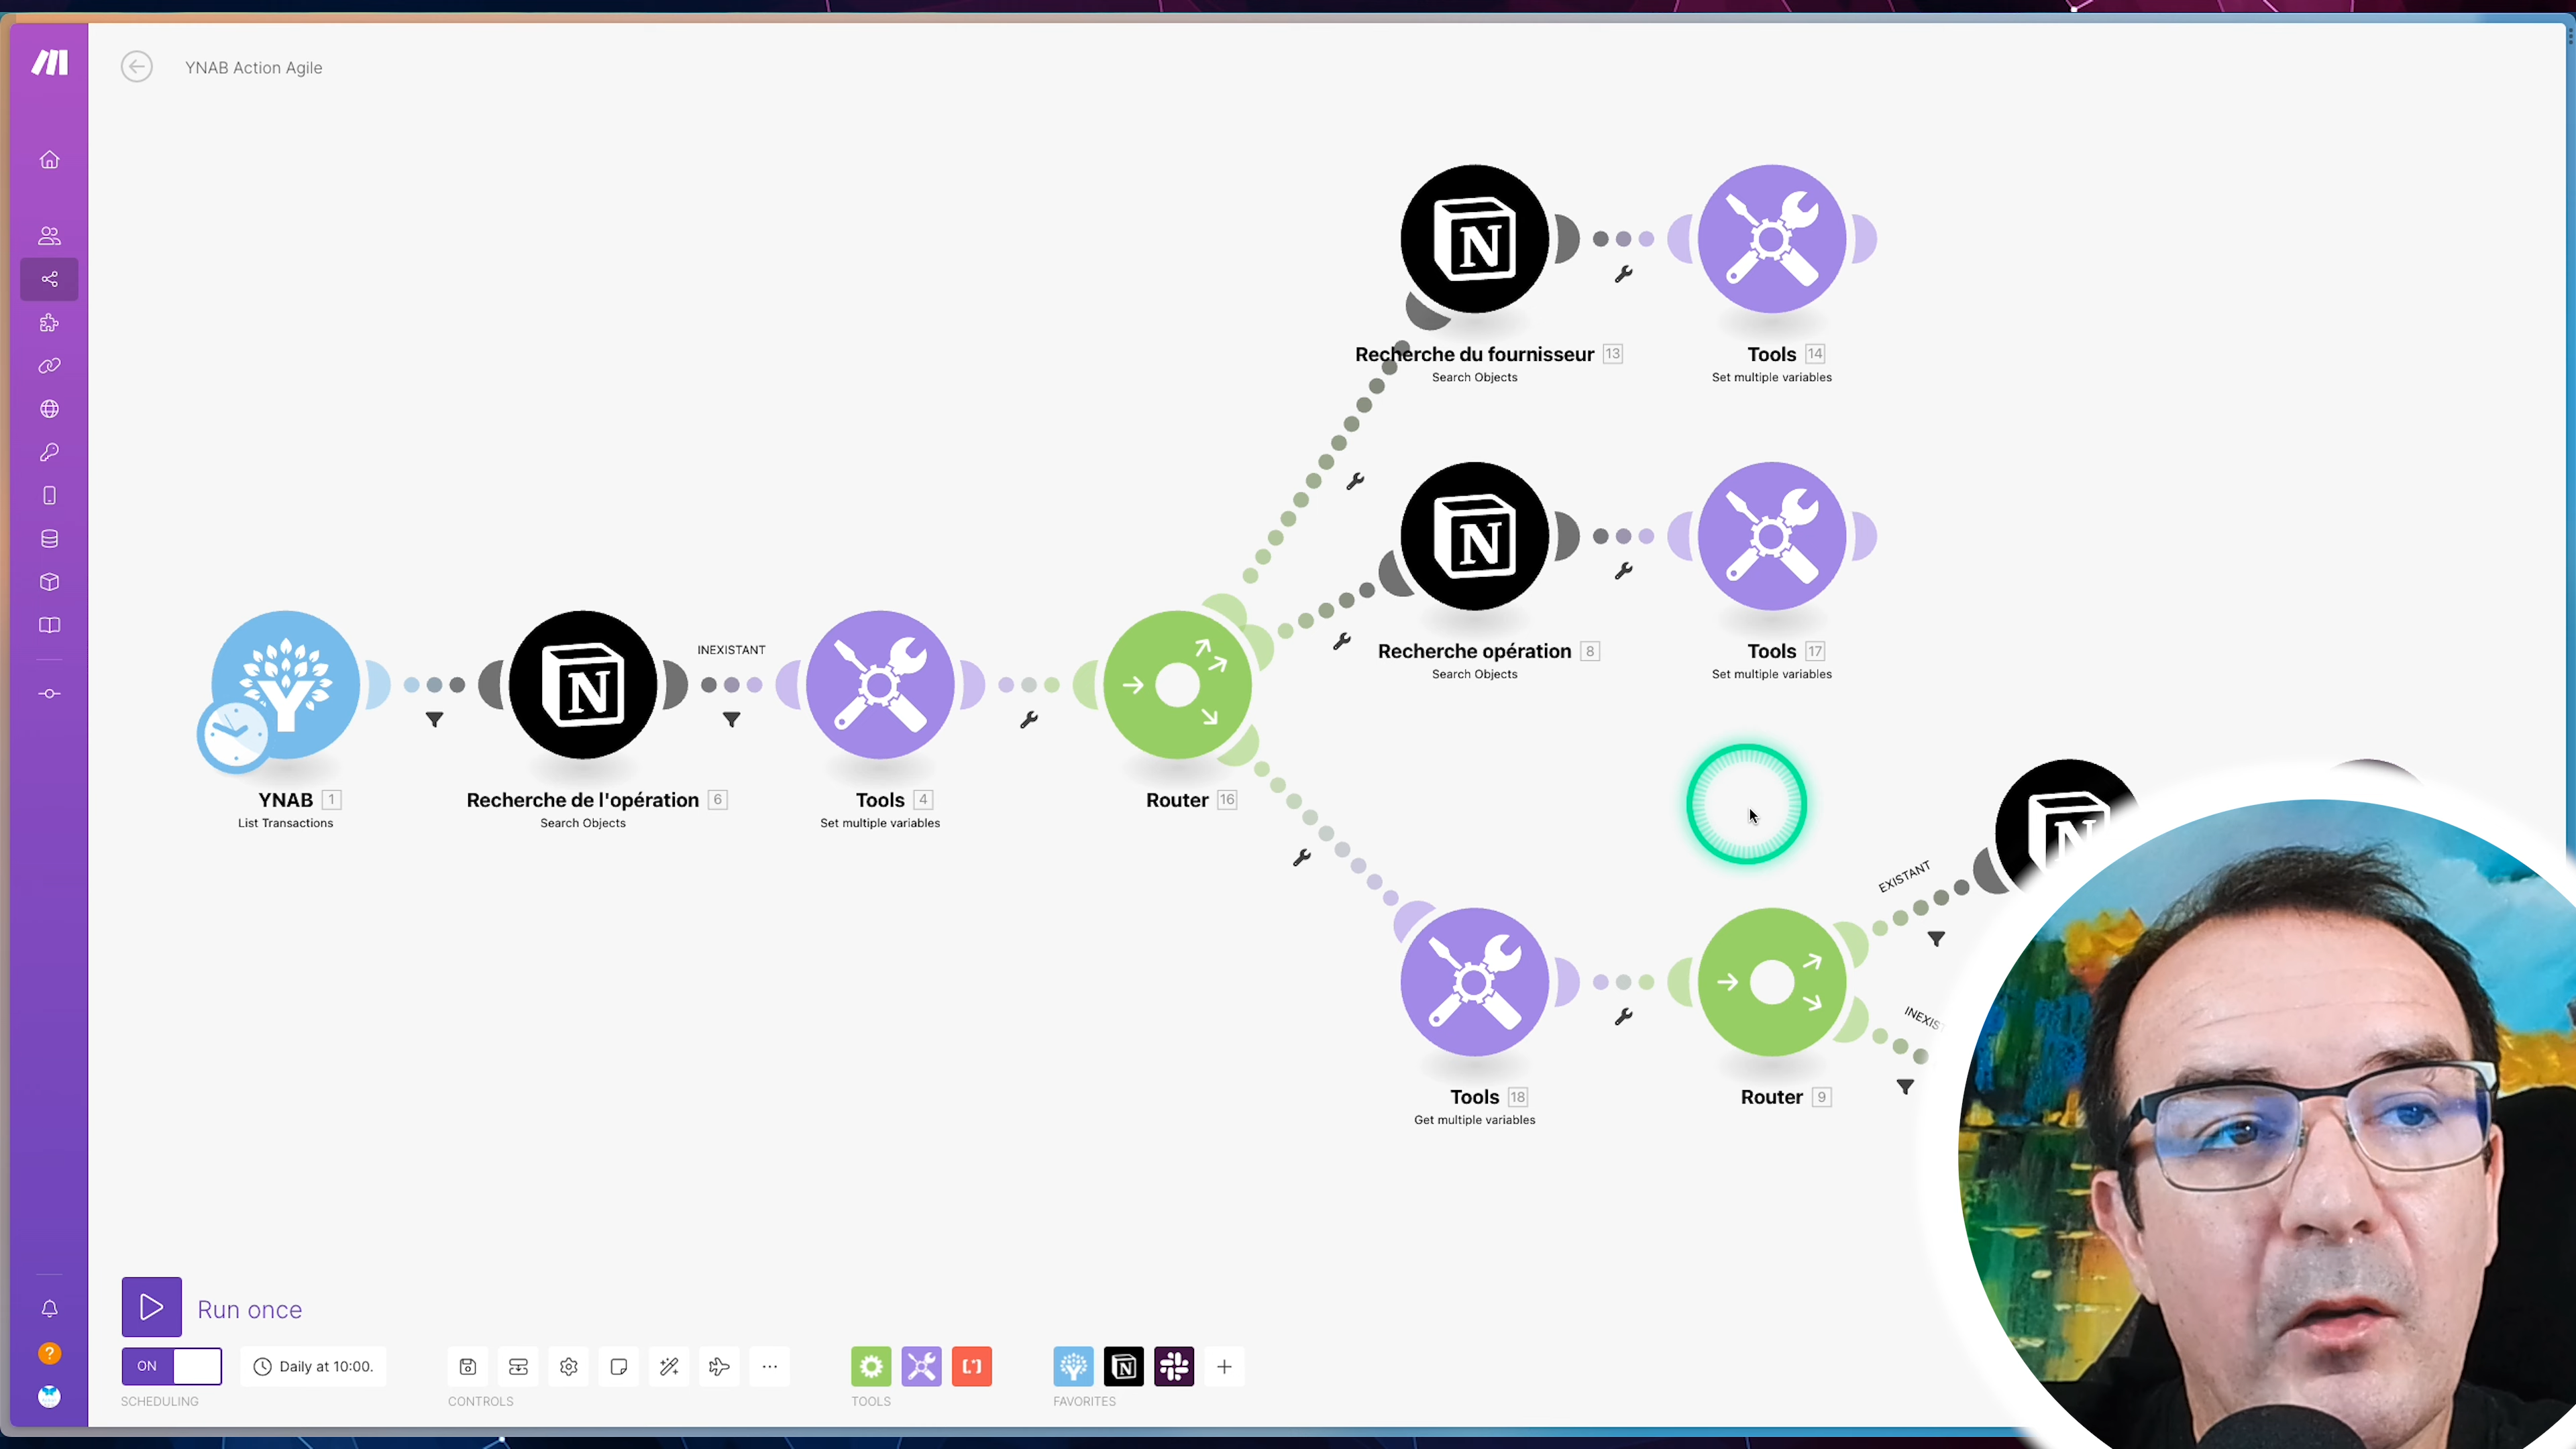 YNAB Action Agile
Recherche du fournisseur 13
Search Objects
Tools 14
Set multiple variables
Recherche opération 8
Search Objects
Tools 17
Set multiple variables
INEXISTANT
YNAB 1
List Transactions
Recherche de l'opération 6
Search Objects
Tools 4
Set multiple variables
Router 16
EXISTANT
Tools 18
Get multiple variables
Router 9
Run once
ON
Daily at 10:00.
SCHEDULING
CONTROLS
TOOLS
FAVORITES